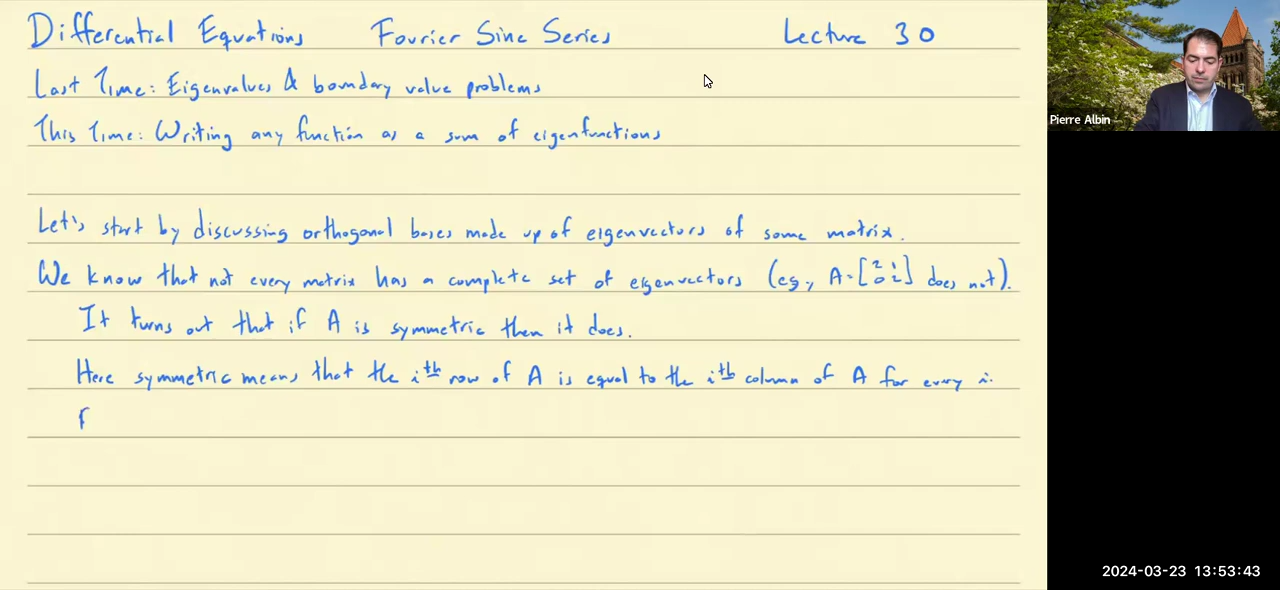 Differential Equations Fourier Sine Series Lecture 30
Last Time: Eigenvalues & boundary value problems
This Time: Writing any function as a sum of eigenfunctions
Let's start by discussing orthogonal bases made up of eigenvectors of some matrix.
We know that not every matrix has a complete set of eigenvectors (eg, A = [2 1
0 2] does not).
It turns out that if A is symmetric then it does.
Here symmetric means that the ith row of A is equal to the ith column of A for every i.
Pierre Albin
2024-03-23 13:53:43